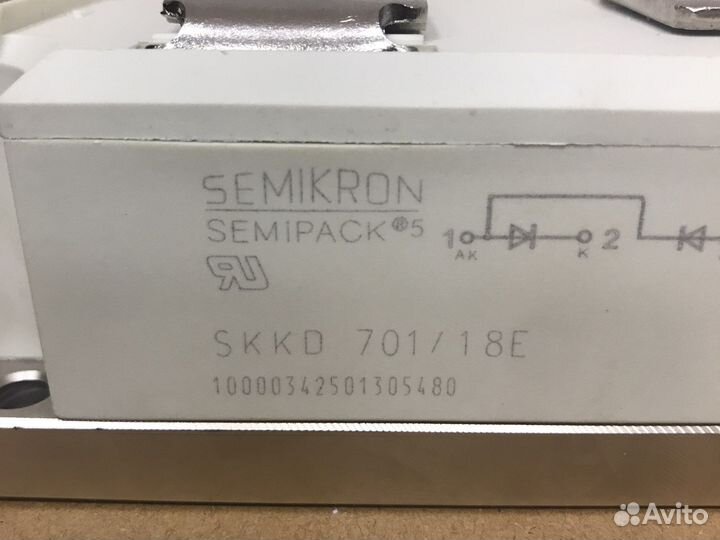 SEMIKRON
SEMIPACK®5
1 2
AK K
SKKD 701/18E
10000342501305480
Avito